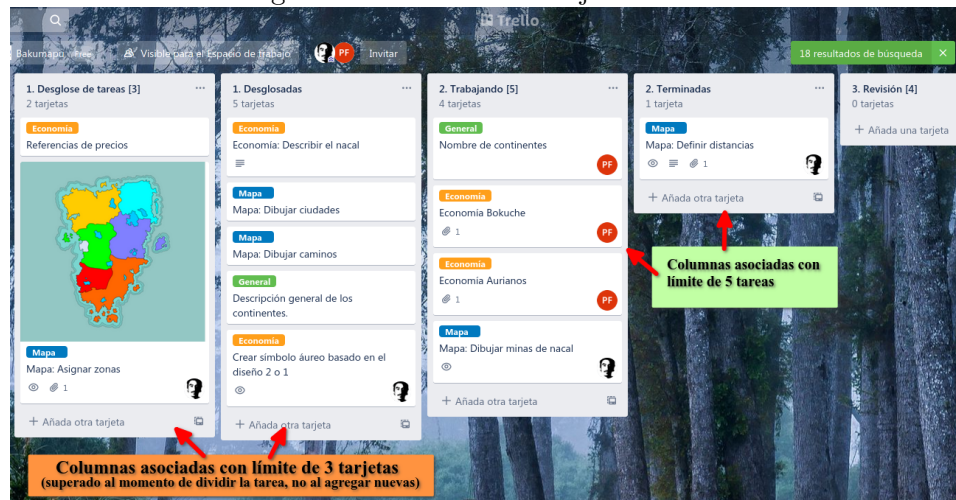 Trello
Bakumapu Free
Visible para el Espacio de trabajo
PF
Invitar
18 resultados de búsqueda ×
1. Desglose de tareas [3] ...
2 tarjetas
Economía
Referencias de precios
Mapa
Mapa: Asignar zonas
1
+ Añada otra tarjeta
1. Desglosadas ...
5 tarjetas
Economía
Economía: Describir el nacal
Mapa
Mapa: Dibujar ciudades
Mapa
Mapa: Dibujar caminos
General
Descripción general de los
continentes.
Economía
Crear símbolo áureo basado en el
diseño 2 o 1
+ Añada otra tarjeta
2. Trabajando [5] ...
4 tarjetas
General
Nombre de continentes
PF
Economía
Economía Bokuche
1
PF
Economía
Economía Aurianos
1
PF
Mapa
Mapa: Dibujar minas de nacal
+ Añada otra tarjeta
2. Terminadas ...
1 tarjeta
Mapa
Mapa: Definir distancias
1
+ Añada otra tarjeta
3. Revisión [4]
0 tarjetas
+ Añada una tarjeta
Columnas asociadas con
límite de 5 tareas
Columnas asociadas con límite de 3 tarjetas
(superado al momento de dividir la tarea, no al agregar nuevas)